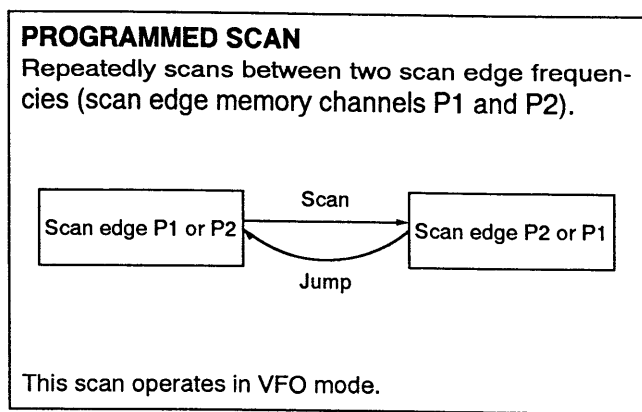 PROGRAMMED SCAN
Repeatedly scans between two scan edge frequen-
cies (scan edge memory channels P1 and P2).
Scan
Scan edge P1 or P2
Scan edge P2 or P1
Jump
This scan operates in VFO mode.